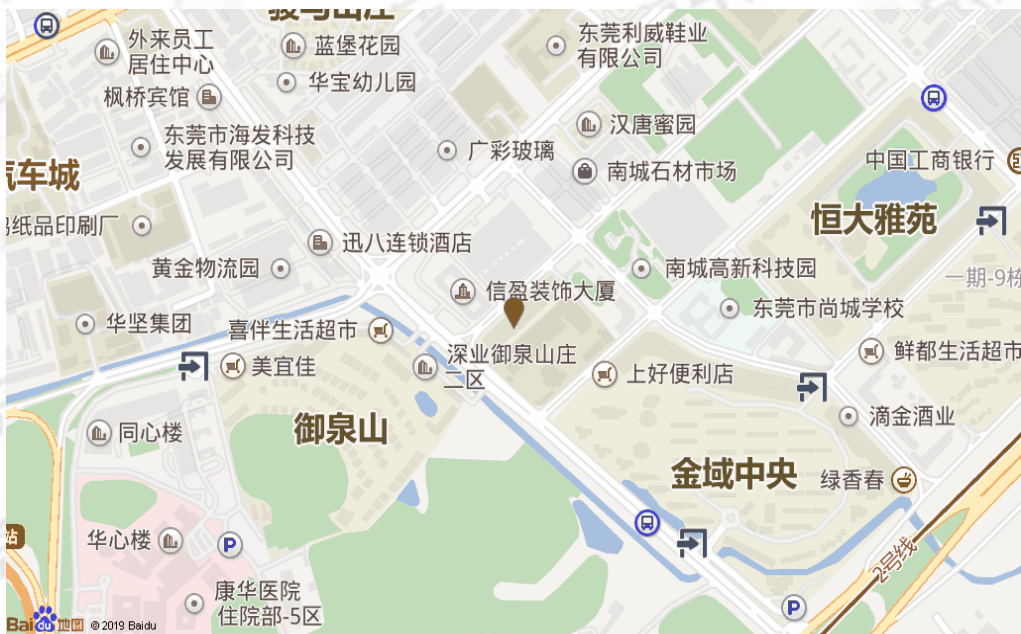 骏马山庄
外来员工
居住中心
蓝堡花园
东莞利威鞋业
有限公司
华宝幼儿园
枫桥宾馆
汉唐蜜园
东莞市海发科技
发展有限公司
广彩玻璃
中国工商银行
汽车城
南城石材市场
纸品印刷厂
恒大雅苑
迅八连锁酒店
黄金物流园
南城高新科技园
一期-9栋
信盈装饰大厦
东莞市尚城学校
华坚集团
喜伴生活超市
深业御泉山庄
二区
鲜都生活超市
美宜佳
上好便利店
滴金酒业
同心楼
御泉山
金域中央
绿香春
站
华心楼
P
2号线
康华医院
住院部-5区
P
Bai du 地图 © 2019 Baidu